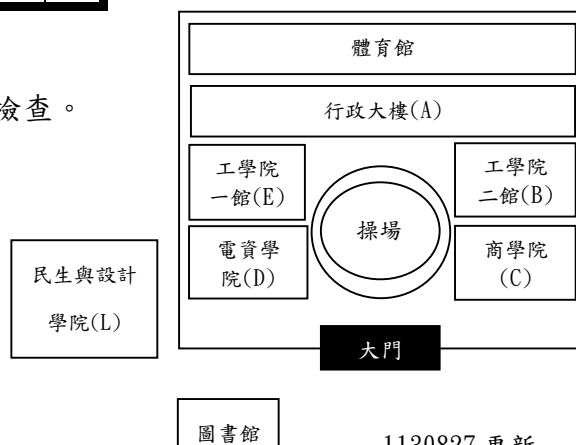 體育館
檢查。
行政大樓(A)
工學院
一館(E)
工學院
二館(B)
操場
電資學
院(D)
商學院
(C)
民生與設計
學院(L)
大門
圖書館
1130827 更新